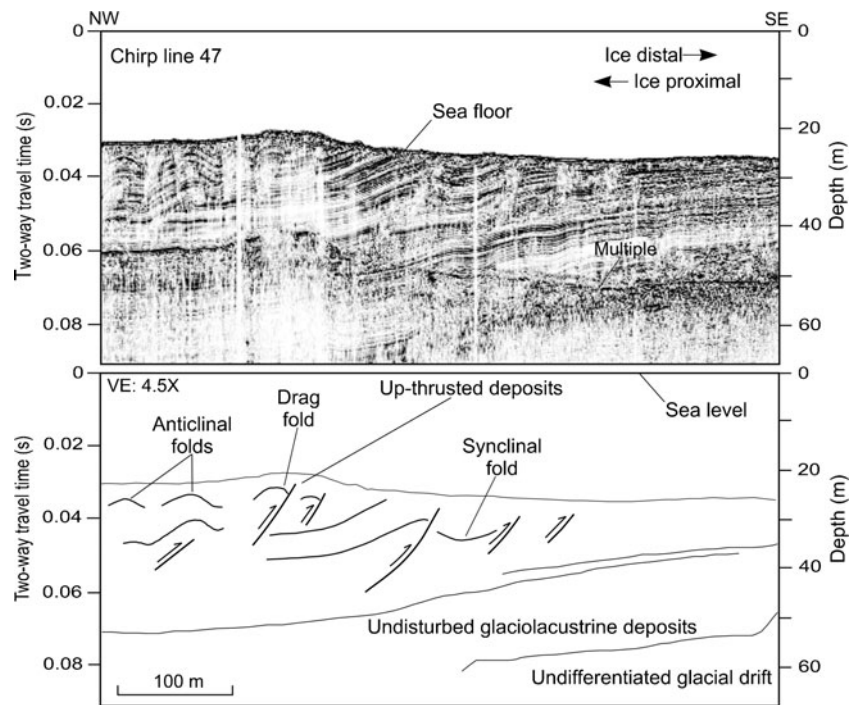 NW
SE
0
0
Chirp line 47
Ice distal
Ice proximal
0.02
20
Sea floor
0.04
40
0.06
Multiple
0.08
60
Two-way travel time (s)
Depth (m)
0
0
VE: 4.5X
Up-thrusted deposits
Drag
fold
Sea level
Anticlinal
folds
Synclinal
fold
0.02
20
0.04
40
0.06
Undisturbed glaciolacustrine deposits
0.08
60
Undifferentiated glacial drift
100 m
Two-way travel time (s)
Depth (m)